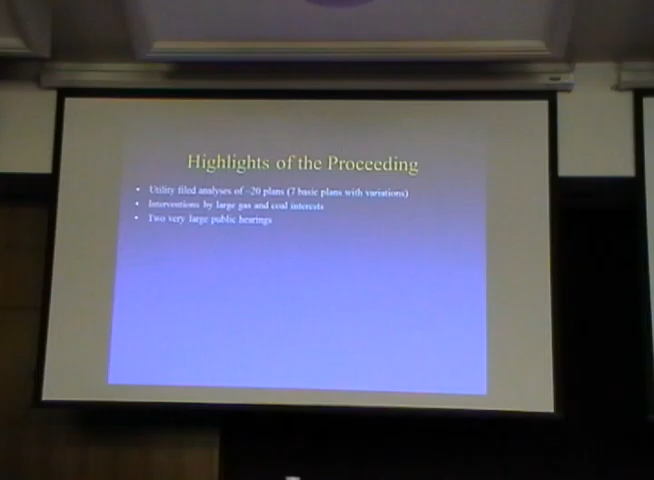 Highlights of the Proceeding
• Utility filed analyses of ~20 plans (7 basic plans with variations)
• Interventions by large gas and coal interests
• Two very large public hearings